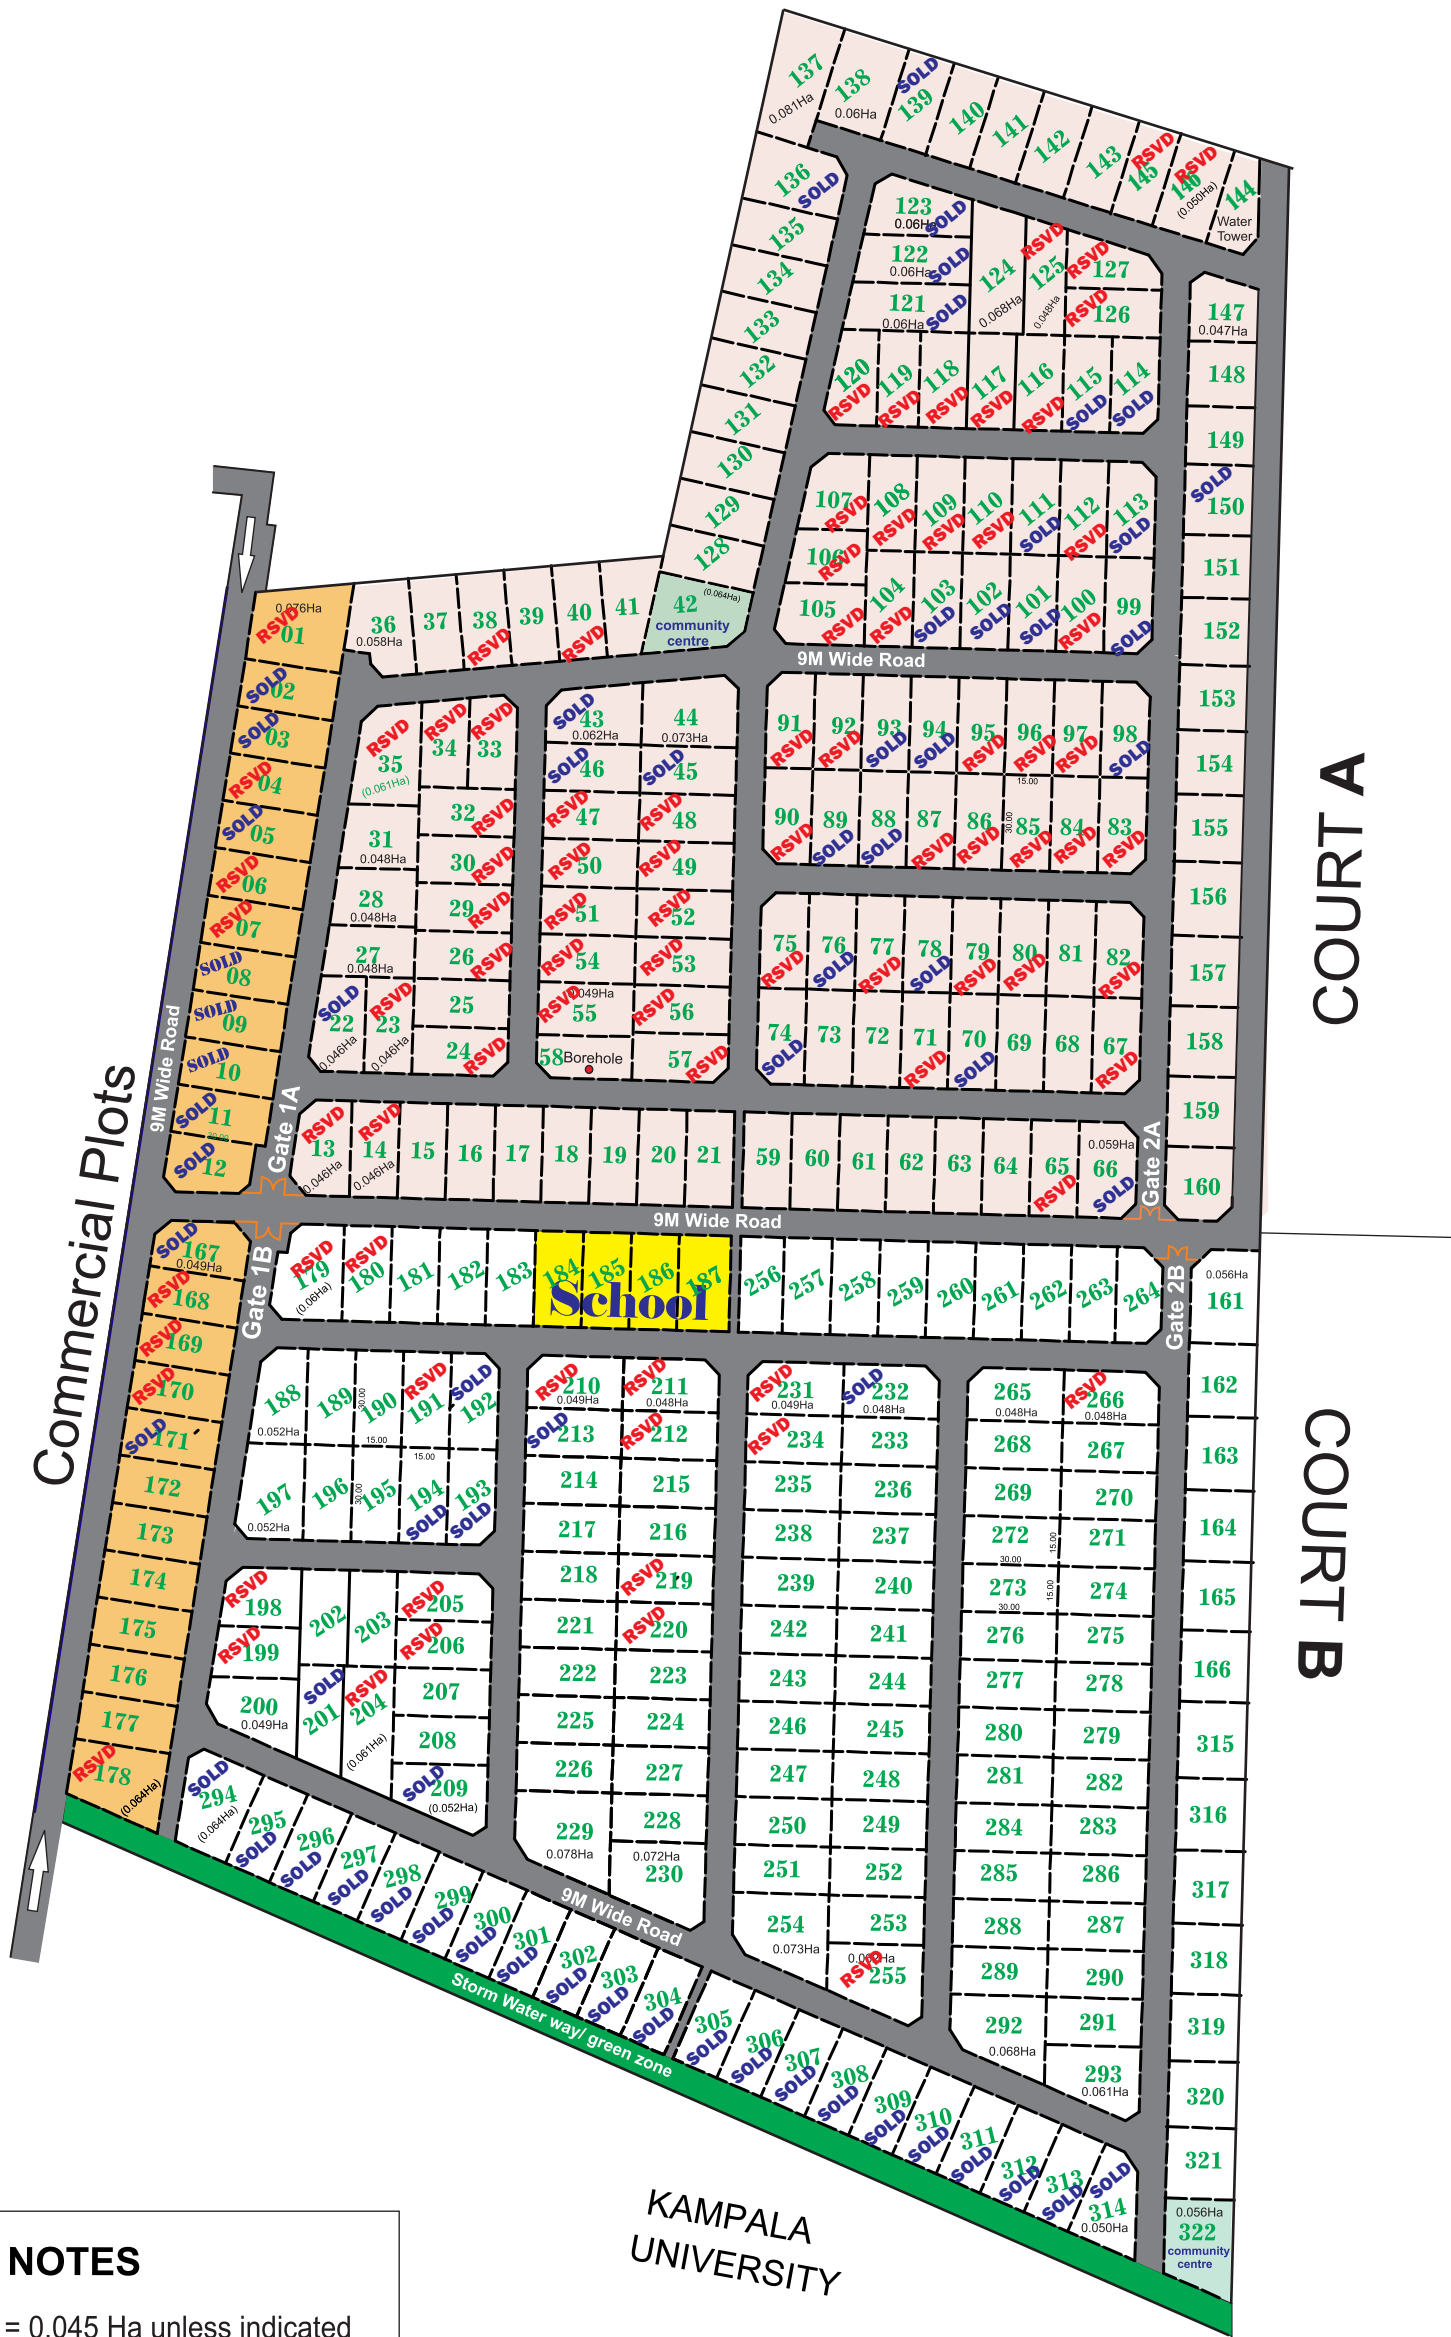 137
0.081Ha
138
0.06Ha
SOLD
139
140
141
142
143
RSVD
145
RSVD
146
(0.050Ha)
144
Water
Tower
136
SOLD
135
134
133
132
131
130
129
128
123
0.06Ha
SOLD
122
0.06Ha
SOLD
121
0.06Ha
SOLD
124
0.068Ha
RSVD
125
0.048Ha
RSVD
127
RSVD
126
120
RSVD
119
RSVD
118
RSVD
117
RSVD
116
RSVD
115
SOLD
114
SOLD
147
0.047Ha
148
149
SOLD
150
151
152
153
154
155
156
157
158
159
160
107
RSVD
108
RSVD
109
RSVD
110
RSVD
111
SOLD
112
RSVD
113
SOLD
106
RSVD
105
RSVD
104
RSVD
103
SOLD
102
SOLD
101
SOLD
100
RSVD
99
SOLD
0.076Ha
RSVD
01
SOLD
02
SOLD
03
RSVD
04
SOLD
05
RSVD
06
RSVD
07
SOLD
08
SOLD
09
SOLD
10
SOLD
11
30.00
SOLD
12
36
0.058Ha
37
38
RSVD
39
40
RSVD
41
42
(0.064Ha)
community
centre
9M Wide Road
RSVD
35
(0.061Ha)
RSVD
34
RSVD
33
32
RSVD
31
0.048Ha
30
RSVD
28
0.048Ha
29
RSVD
27
0.048Ha
26
RSVD
SOLD
22
0.046Ha
RSVD
23
0.046Ha
25
24
RSVD
SOLD
43
0.062Ha
44
0.073Ha
SOLD
46
SOLD
45
RSVD
47
RSVD
48
RSVD
50
RSVD
49
RSVD
51
RSVD
52
RSVD
54
RSVD
53
0.049Ha
RSVD
55
RSVD
56
58
Borehole
57
RSVD
91
RSVD
92
RSVD
93
SOLD
94
SOLD
95
RSVD
96
RSVD
97
RSVD
98
SOLD
15.00
30.00
90
RSVD
89
SOLD
88
SOLD
87
RSVD
86
RSVD
85
RSVD
84
RSVD
83
RSVD
75
RSVD
76
SOLD
77
RSVD
78
SOLD
79
RSVD
80
RSVD
81
82
RSVD
74
SOLD
73
72
71
RSVD
70
SOLD
69
68
67
RSVD
9M Wide Road
Commercial Plots
Gate 1A
RSVD
13
0.046Ha
RSVD
14
0.046Ha
15
16
17
18
19
20
21
59
60
61
62
63
64
65
RSVD
0.059Ha
66
SOLD
Gate 2A
COURT A
9M Wide Road
SOLD
167
0.049Ha
RSVD
168
RSVD
169
RSVD
170
SOLD
171
172
173
174
175
176
177
RSVD
178
(0.064Ha)
Gate 1B
RSVD
179
(0.06Ha)
RSVD
180
181
182
183
184
185
186
187
School
256
257
258
259
260
261
262
263
264
Gate 2B
0.056Ha
161
162
163
164
165
166
315
316
317
318
319
320
321
0.056Ha
322
community
centre
COURT B
188
0.052Ha
189
30.00
190
15.00
RSVD
191
15.00
SOLD
192
197
0.052Ha
196
30.00
195
194
SOLD
193
SOLD
RSVD
198
RSVD
199
200
0.049Ha
202
203
SOLD
201
RSVD
204
(0.061Ha)
RSVD
205
RSVD
206
207
208
SOLD
209
(0.052Ha)
RSVD
210
0.049Ha
RSVD
211
0.048Ha
SOLD
213
RSVD
212
214
215
217
216
218
RSVD
219
221
RSVD
220
222
223
225
224
226
227
229
0.078Ha
228
0.072Ha
230
RSVD
231
0.049Ha
SOLD
232
0.048Ha
RSVD
234
233
235
236
238
237
239
240
242
241
243
244
246
245
247
248
250
249
251
252
254
0.073Ha
253
RSVD
255
265
0.048Ha
RSVD
266
0.048Ha
268
267
269
270
272
30.00
15.00
271
273
30.00
15.00
274
276
275
277
278
280
279
281
282
284
283
285
286
288
287
289
290
292
0.068Ha
291
293
0.061Ha
SOLD
294
(0.064Ha)
295
SOLD
296
SOLD
297
SOLD
298
SOLD
299
SOLD
300
SOLD
301
SOLD
302
SOLD
303
SOLD
304
SOLD
305
SOLD
306
SOLD
307
SOLD
308
SOLD
309
SOLD
310
SOLD
311
SOLD
312
SOLD
313
SOLD
SOLD
314
0.050Ha
9M Wide Road
Storm Water way/ green zone
KAMPALA
UNIVERSITY
NOTES
= 0.045 Ha unless indicated